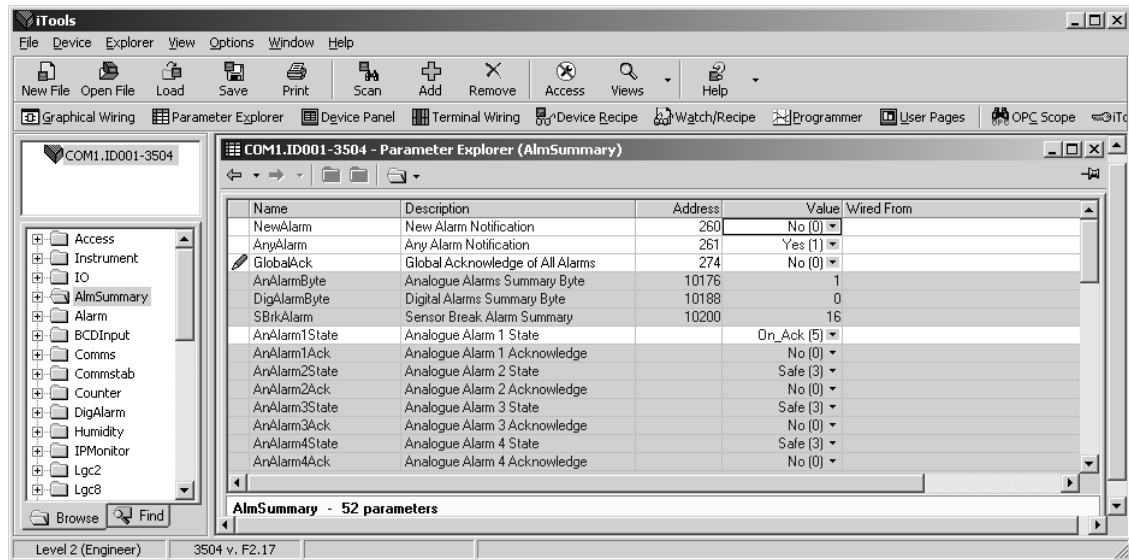 iTools
File Device Explorer View Options Window Help
New File Open File Load Save Print Scan Add Remove Access Views Help
Graphical Wiring Parameter Explorer Device Panel Terminal Wiring Device Recipe Watch/Recipe Programmer User Pages OPC Scope iTo
COM1.ID001-3504
Access
Instrument
IO
AlmSummary
Alarm
BCDInput
Comms
Commstab
Counter
DigAlarm
Humidity
IPMonitor
Lgc2
Lgc8
Browse Find
COM1.ID001-3504 - Parameter Explorer (AlmSummary)
Name Description Address Value Wired From
NewAlarm New Alarm Notification 260 No (0)
AnyAlarm Any Alarm Notification 261 Yes (1)
GlobalAck Global Acknowledge of All Alarms 274 No (0)
AnAlarmByte Analogue Alarms Summary Byte 10176 1
DigAlarmByte Digital Alarms Summary Byte 10188 0
SBrkAlarm Sensor Break Alarm Summary 10200 16
AnAlarm1State Analogue Alarm 1 State On_Ack (5)
AnAlarm1Ack Analogue Alarm 1 Acknowledge No (0)
AnAlarm2State Analogue Alarm 2 State Safe (3)
AnAlarm2Ack Analogue Alarm 2 Acknowledge No (0)
AnAlarm3State Analogue Alarm 3 State Safe (3)
AnAlarm3Ack Analogue Alarm 3 Acknowledge No (0)
AnAlarm4State Analogue Alarm 4 State Safe (3)
AnAlarm4Ack Analogue Alarm 4 Acknowledge No (0)
AlmSummary - 52 parameters
Level 2 (Engineer) 3504 v. F2.17